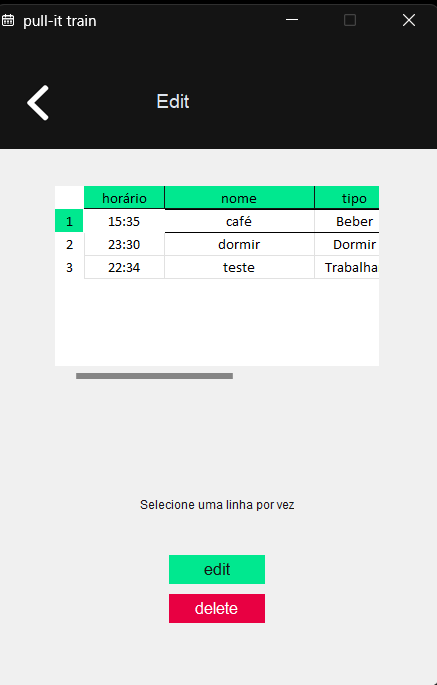 pull-it train
Edit
horário nome tipo
1 15:35 café Beber
2 23:30 dormir Dormir
3 22:34 teste Trabalha
Selecione uma linha por vez
edit
delete